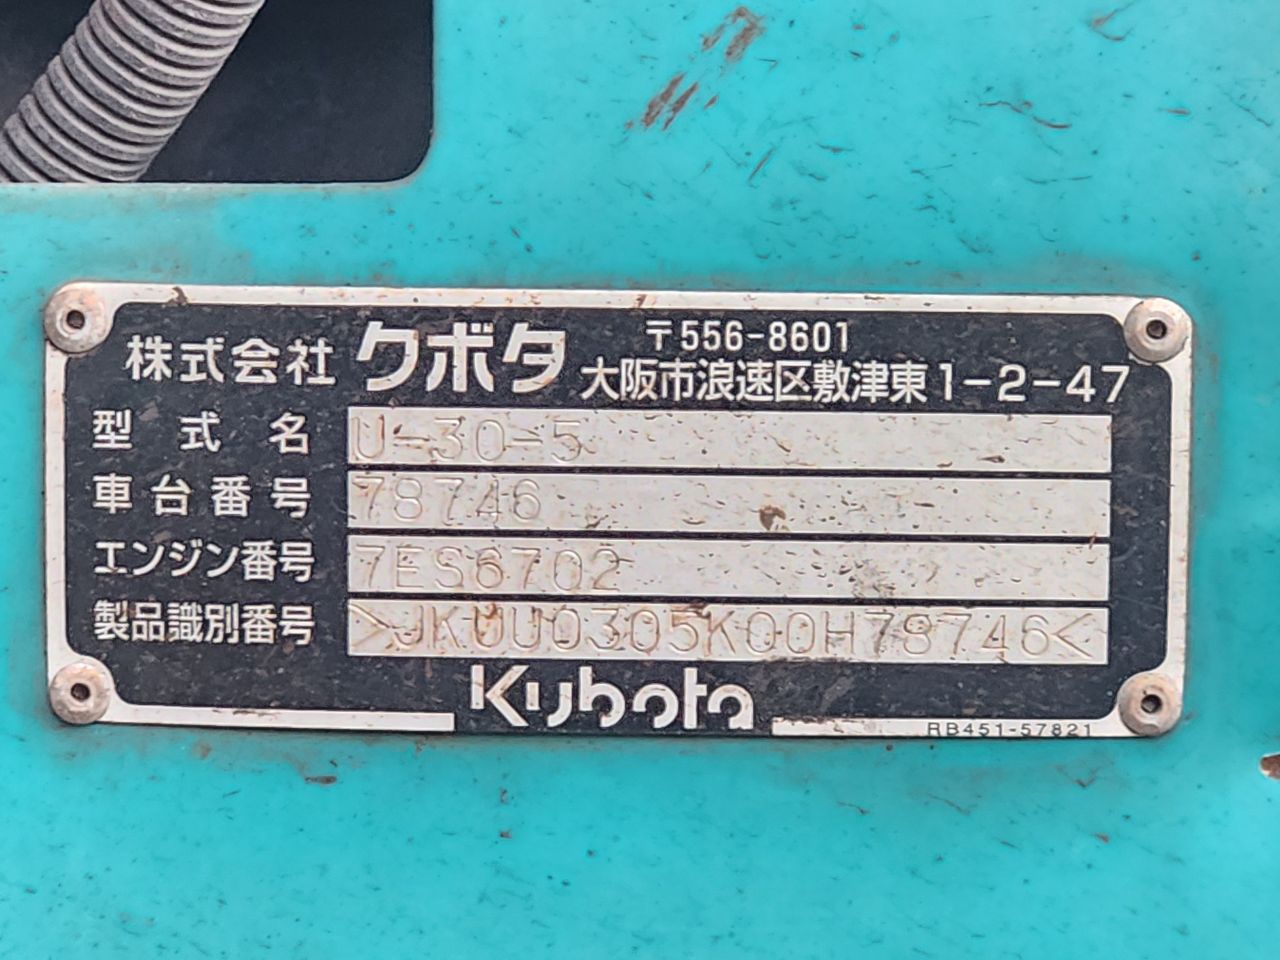 株式会社 クボタ 〒556-8601
大阪市浪速区敷津東1-2-47
型式名 U-30-5
車台番号 78746
エンジン番号 7ES6702
製品識別番号 >JKUU0305K00H78746<
Kubota
RB451-57821